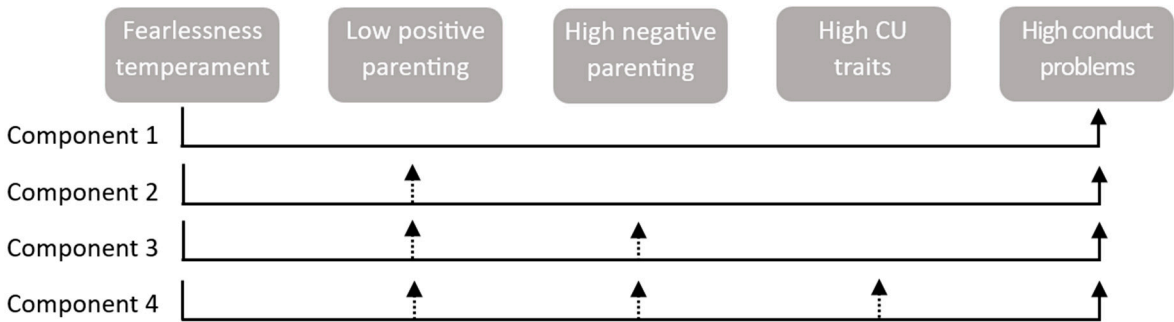 Fearlessness
temperament
Low positive
parenting
High negative
parenting
High CU
traits
High conduct
problems
Component 1
Component 2
Component 3
Component 4